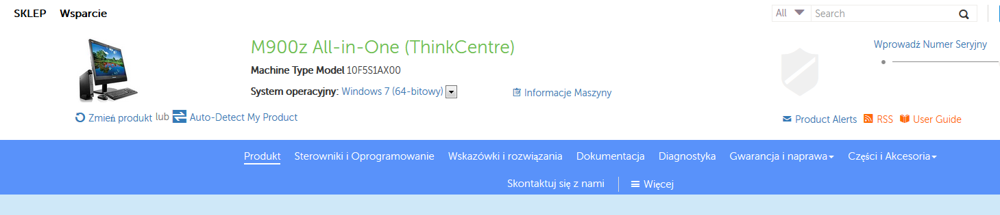 SKLEP Wsparcie
All Search
M900z All-in-One (ThinkCentre)
Wprowadź Numer Seryjny
Machine Type Model 10F5S1AX00
System operacyjny: Windows 7 (64-bitowy)
Informacje Maszyny
Zmień produkt lub Auto-Detect My Product
Product Alerts RSS User Guide
Produkt Sterowniki i Oprogramowanie Wskazówki i rozwiązania Dokumentacja Diagnostyka Gwarancja i naprawa Części i Akcesoria
Skontaktuj się z nami Więcej